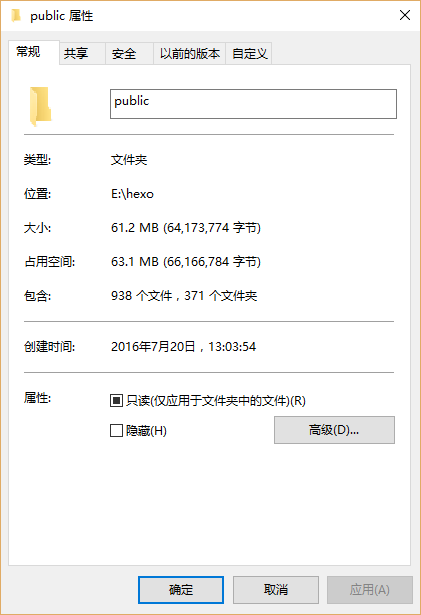 public 属性
常规 共享 安全 以前的版本 自定义
public
类型: 文件夹
位置: E:\hexo
大小: 61.2 MB (64,173,774 字节)
占用空间: 63.1 MB (66,166,784 字节)
包含: 938 个文件，371 个文件夹
创建时间: 2016年7月20日，13:03:54
属性: 只读(仅应用于文件夹中的文件)(R)
隐藏(H) 高级(D)...
确定 取消 应用(A)